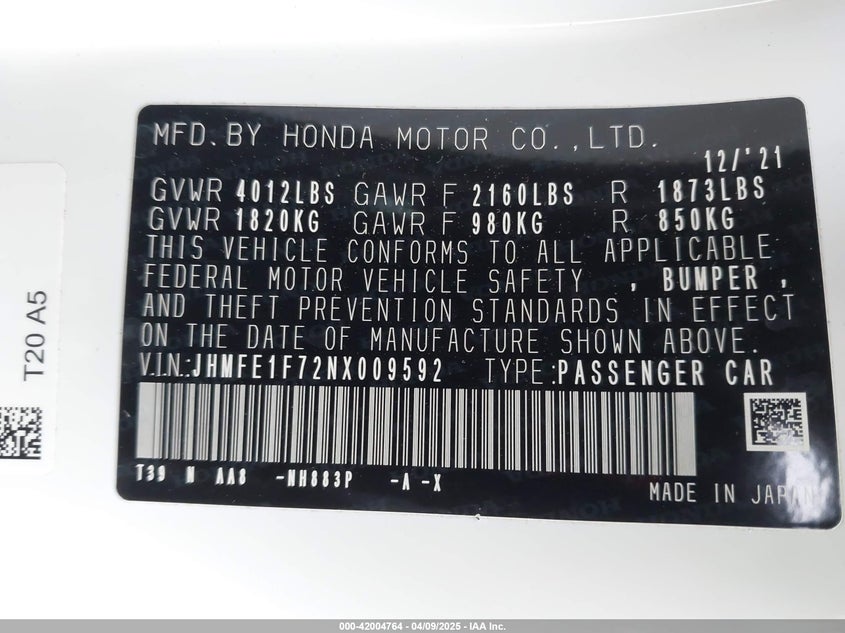 MFD.BY HONDA MOTOR CO.,LTD.
12/'21
GVWR 4012LBS GAWR F 2160LBS R 1873LBS
GVWR 1820KG GAWR F 980KG R 850KG
THIS VEHICLE CONFORMS TO ALL APPLICABLE
FEDERAL MOTOR VEHICLE SAFETY , BUMPER ,
AND THEFT PREVENTION STANDARDS IN EFFECT
ON THE DATE OF MANUFACTURE SHOWN ABOVE.
V.I.N.:JHMFE1F72NX009592 TYPE:PASSENGER CAR
T39 N AA8 -NH883P -A -X
MADE IN JAPAN
T20 A5
000-42004764 | 04/09/2025 - IAA Inc.